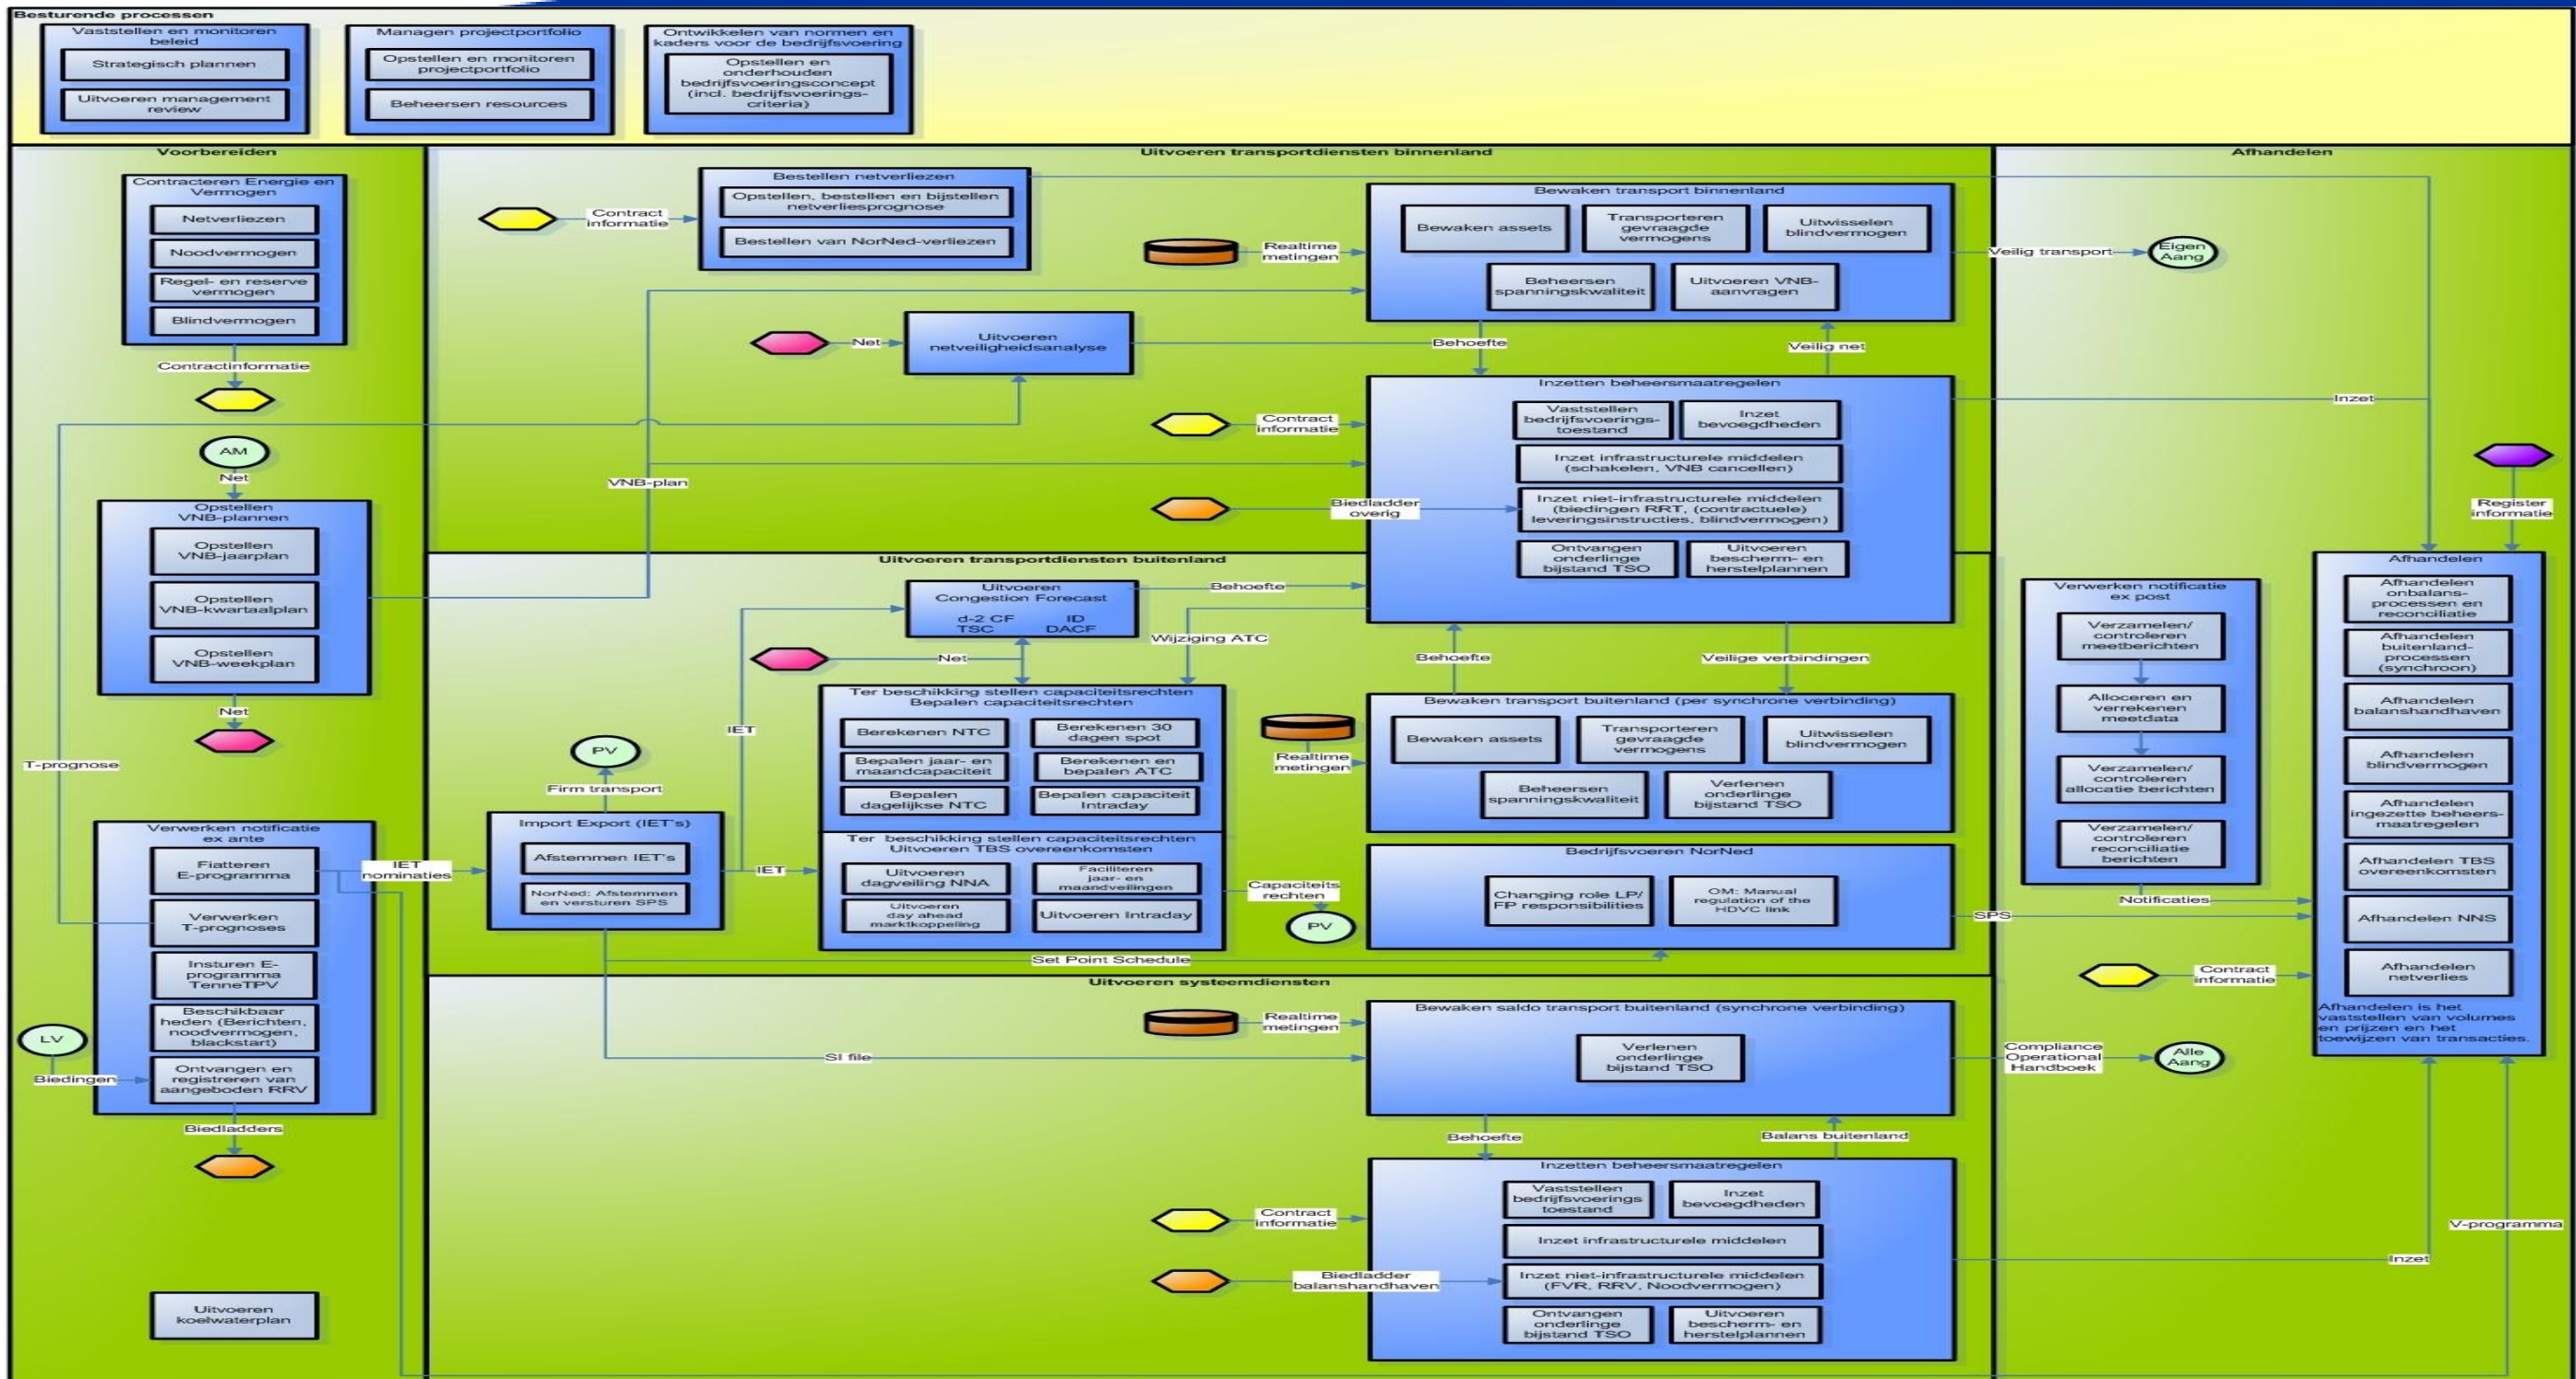 Besturende processen
Vaststellen en monitoren
beleid
Strategisch plannen
Uitvoeren management
review
Managen projectportfolio
Opstellen en monitoren
projectportfolio
Beheersen resources
Ontwikkelen van normen en
kaders voor de bedrijfsvoering
Opstellen en
onderhouden
bedrijfsvoeringsconcept
(incl. bedrijfsvoerings-
criteria)
Voorbereiden
Contracteren Energie en
Vermogen
Netverliezen
Noodvermogen
Regel- en reserve
vermogen
Blindvermogen
Contractinformatie
AM
Net
Opstellen
VNB-plannen
Opstellen
VNB-jaarplan
Opstellen
VNB-kwartaalplan
Opstellen
VNB-weekplan
Net
T-prognose
Verwerken notificatie
ex ante
Fiatteren
E-programma
Verwerken
T-prognoses
Insturen E-
programma
TenneTPV
Beschikbaar
heden (Berichten,
noodvermogen,
blackstart)
Ontvangen en
registreren van
aangeboden RRV
LV
Biedingen
Biedladders
Uitvoeren
koelwaterplan
IET
nominaties
Uitvoeren transportdiensten binnenland
Bestellen netverliezen
Opstellen, bestellen en bijstellen
netverliesprognose
Bestellen van NorNed-verliezen
Contract
informatie
Realtime
metingen
Bewaken transport binnenland
Bewaken assets
Transporteren
gevraagde
vermogens
Uitwisselen
blindvermogen
Beheersen
spanningskwaliteit
Uitvoeren VNB-
aanvragen
Veilig transport
Eigen
Aang
Net
Uitvoeren
netveiligheidsanalyse
Behoefte
Veilig net
Inzetten beheersmaatregelen
Vaststellen
bedrijfsvoerings-
toestand
Inzet
bevoegdheden
Inzet infrastructurele middelen
(schakelen, VNB cancellen)
Inzet niet-infrastructurele middelen
(biedingen RRT, (contractuele)
leveringsinstructies, blindvermogen)
Ontvangen
onderlinge
bijstand TSO
Uitvoeren
bescherm- en
herstelplannen
Contract
informatie
VNB-plan
Biedladder
overig
Inzet
Uitvoeren transportdiensten buitenland
Uitvoeren
Congestion Forecast
d-2 CF ID
TSC DACF
Behoefte
Wijziging ATC
Net
IET
Behoefte
Veilige verbindingen
Ter beschikking stellen capaciteitsrechten
Bepalen capaciteitsrechten
Berekenen NTC
Berekenen 30
dagen spot
Bepalen jaar- en
maandcapaciteit
Berekenen en
bepalen ATC
Bepalen
dagelijkse NTC
Bepalen capaciteit
Intraday
Ter beschikking stellen capaciteitsrechten
Uitvoeren TBS overeenkomsten
Uitvoeren
dagveiling NNA
Faciliteren
jaar- en
maandveilingen
Uitvoeren
day ahead
marktkoppeling
Uitvoeren Intraday
PV
Firm transport
Import Export (IET's)
Afstemmen IET's
NorNed: Afstemmen
en versturen SPS
IET
Capaciteits
rechten
PV
Set Point Schedule
Realtime
metingen
Bewaken transport buitenland (per synchrone verbinding)
Bewaken assets
Transporteren
gevraagde
vermogens
Uitwisselen
blindvermogen
Beheersen
spanningskwaliteit
Verlenen
onderlinge
bijstand TSO
Bedrijfsvoeren NorNed
Changing role LP/
FP responsibilities
OM: Manual
regulation of the
HDVC link
SPS
Uitvoeren systeemdiensten
Realtime
metingen
SI file
Bewaken saldo transport buitenland (synchrone verbinding)
Verlenen
onderlinge
bijstand TSO
Compliance
Operational
Handboek
Alle
Aang
Behoefte
Balans buitenland
Inzetten beheersmaatregelen
Vaststellen
bedrijfsvoerings
toestand
Inzet
bevoegdheden
Inzet infrastructurele middelen
Inzet niet-infrastructurele middelen
(FVR, RRV, Noodvermogen)
Ontvangen
onderlinge
bijstand TSO
Uitvoeren
bescherm- en
herstelplannen
Contract
informatie
Biedladder
balanshandhaven
Inzet
V-programma
Afhandelen
Register
informatie
Verwerken notificatie
ex post
Verzamelen/
controleren
meetberichten
Alloceren en
verrekenen
meetdata
Verzamelen/
controleren
allocatie berichten
Verzamelen/
controleren
reconciliatie
berichten
Notificaties
Contract
informatie
Afhandelen
Afhandelen
onbalans-
processen en
reconciliatie
Afhandelen
buitenland-
processen
(synchroon)
Afhandelen
balanshandhaven
Afhandelen
blindvermogen
Afhandelen
ingezette beheers-
maatregelen
Afhandelen TBS
overeenkomsten
Afhandelen NNS
Afhandelen
netverlies
Afhandelen is het
vaststellen van volumes
en prijzen en het
toewijzen van transacties.